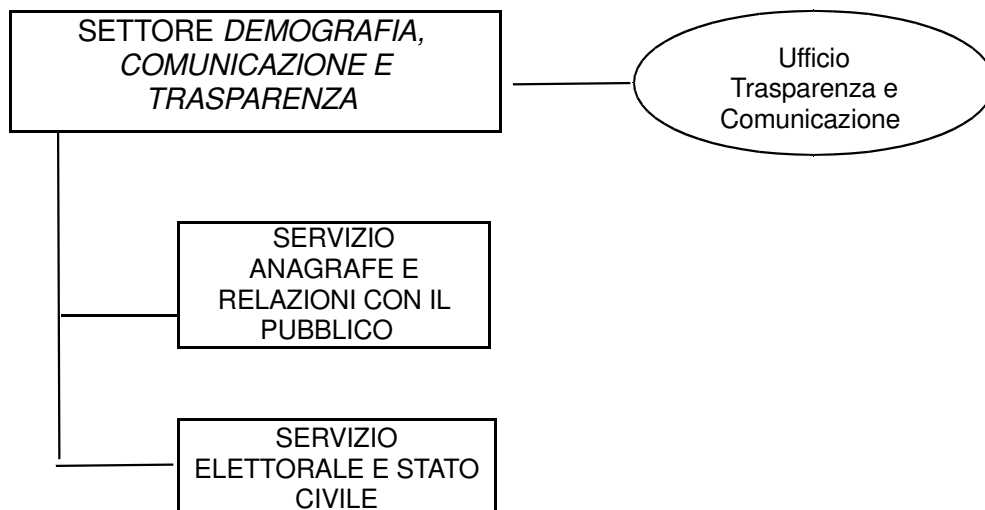 SETTORE DEMOGRAFIA,
COMUNICAZIONE E
TRASPARENZA
Ufficio
Trasparenza e
Comunicazione
SERVIZIO
ANAGRAFE E
RELAZIONI CON IL
PUBBLICO
SERVIZIO
ELETTORALE E STATO
CIVILE